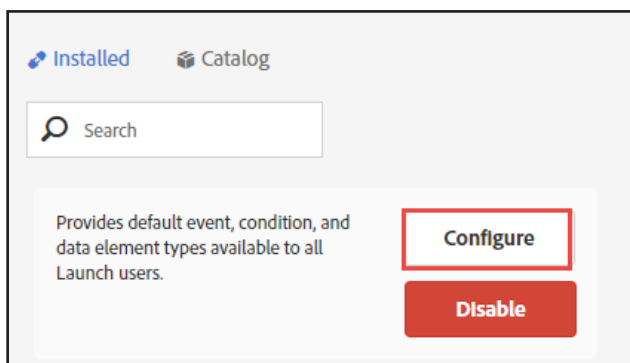 Installed
Catalog
Search
Provides default event, condition, and
data element types available to all
Launch users.
Configure
Disable